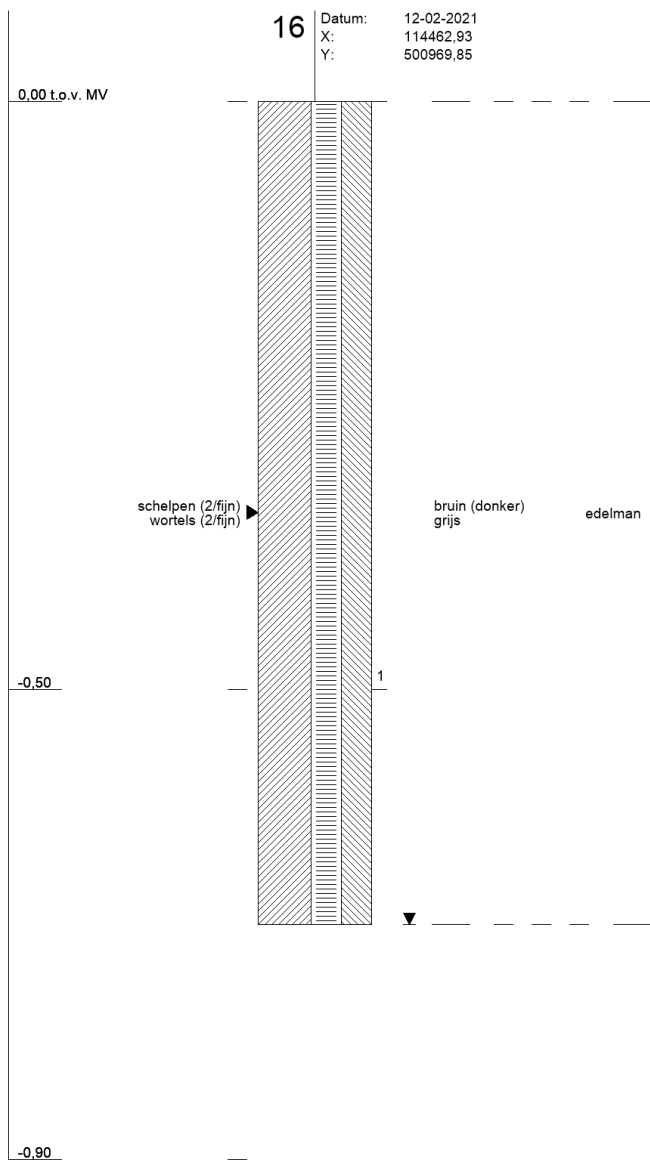 16
Datum: 12-02-2021
X: 114462,93
Y: 500969,85
0,00 t.o.v. MV
schelpen (2/fijn)
wortels (2/fijn)
bruin (donker)
grijs
edelman
1
-0,50
-0,90